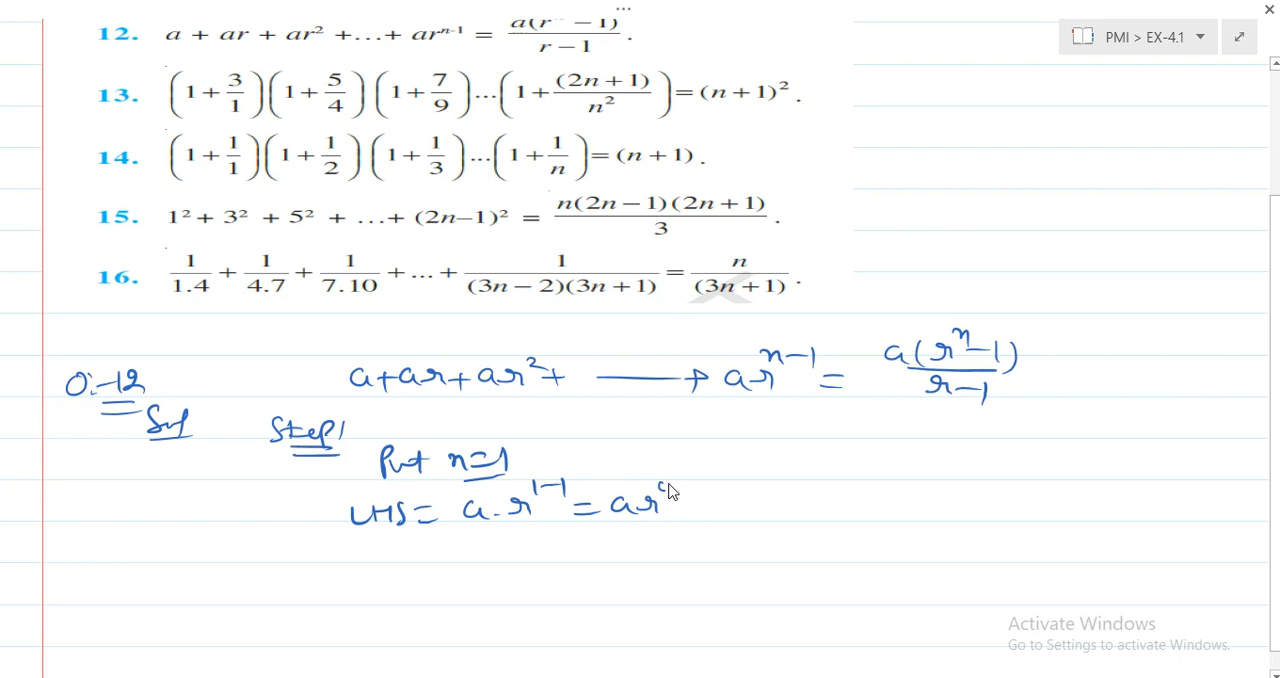 ...
PMI > EX-4.1
12. a + ar + ar² +...+ arⁿ⁻¹ = a(r − 1) / (r − 1) .
13. (1 + 3/1)(1 + 5/4)(1 + 7/9)...(1 + (2n + 1)/n²) = (n + 1)² .
14. (1 + 1/1)(1 + 1/2)(1 + 1/3)...(1 + 1/n) = (n + 1) .
15. 1² + 3² + 5² + ...+ (2n−1)² = n(2n − 1)(2n + 1) / 3 .
16. 1/1.4 + 1/4.7 + 1/7.10 + ... + 1/((3n − 2)(3n + 1)) = n/(3n + 1) .
Q:-12 a + ar + ar² + ——→ arⁿ⁻¹ = a(rⁿ−1) / (r−1)
Sol Step 1
Put n=1
LHS = a.r¹⁻¹ = ar
Activate Windows
Go to Settings to activate Windows.